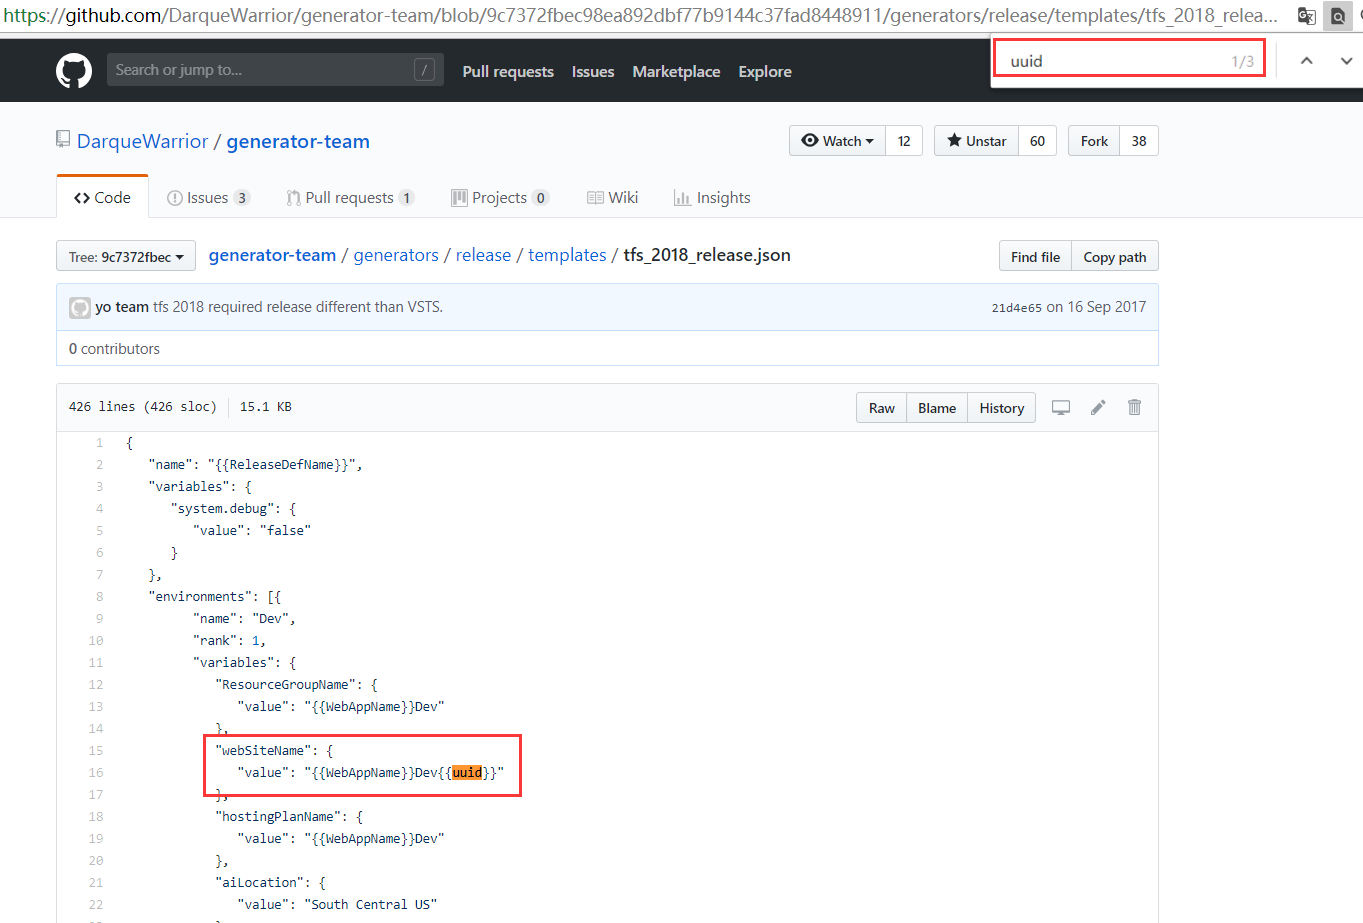 https://github.com/DarqueWarrior/generator-team/blob/9c7372fbec98ea892dbf77b9144c37fad8448911/generators/release/templates/tfs_2018_relea...
Search or jump to... /
Pull requests Issues Marketplace Explore
uuid 1/3
DarqueWarrior / generator-team
Watch 12 Unstar 60 Fork 38
Code Issues 3 Pull requests 1 Projects 0 Wiki Insights
Tree: 9c7372fbec generator-team / generators / release / templates / tfs_2018_release.json Find file Copy path
yo team tfs 2018 required release different than VSTS. 21d4e65 on 16 Sep 2017
0 contributors
426 lines (426 sloc) 15.1 KB Raw Blame History
1 {
2 "name": "{{ReleaseDefName}}",
3 "variables": {
4 "system.debug": {
5 "value": "false"
6 }
7 },
8 "environments": [{
9 "name": "Dev",
10 "rank": 1,
11 "variables": {
12 "ResourceGroupName": {
13 "value": "{{WebAppName}}Dev"
14 },
15 "webSiteName": {
16 "value": "{{WebAppName}}Dev{{uuid}}"
17 },
18 "hostingPlanName": {
19 "value": "{{WebAppName}}Dev"
20 },
21 "aiLocation": {
22 "value": "South Central US"